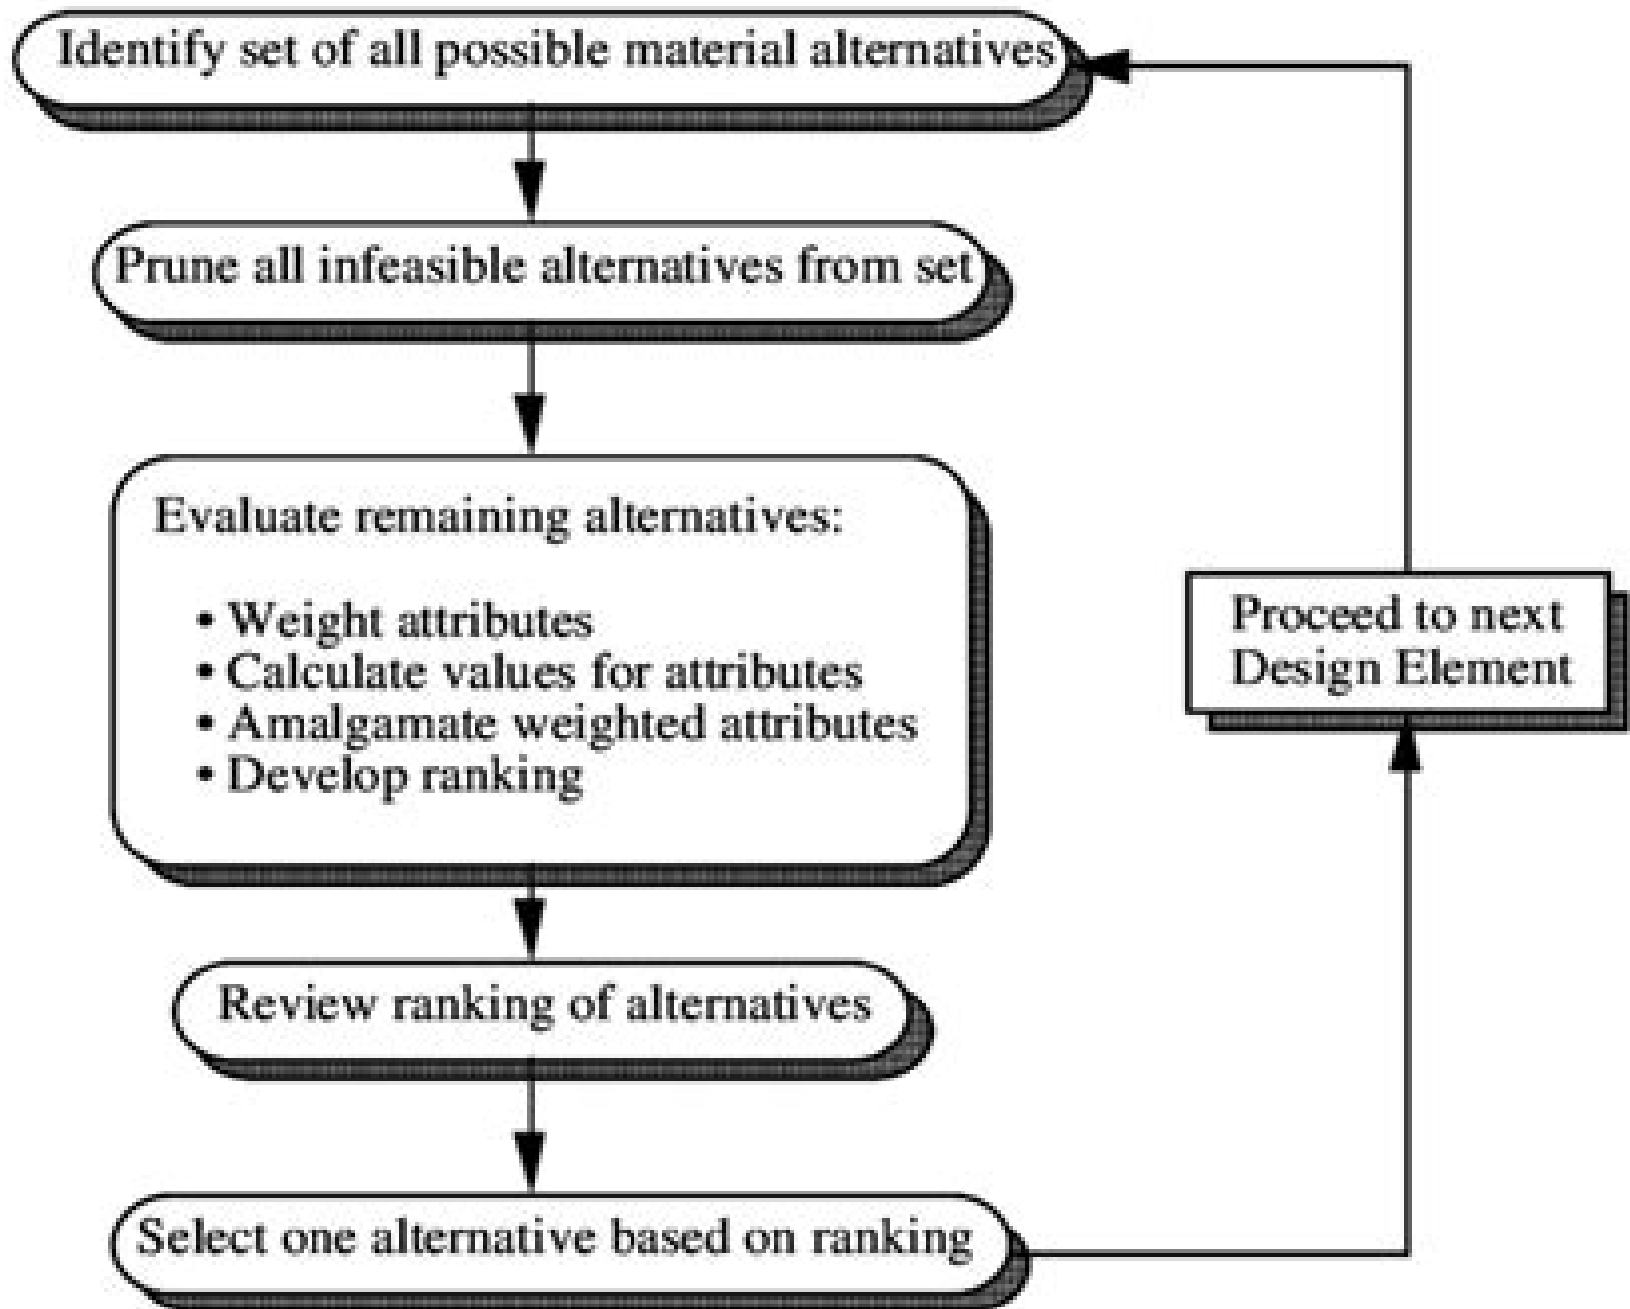 Identify set of all possible material alternatives
Prune all infeasible alternatives from set
Evaluate remaining alternatives:
• Weight attributes
• Calculate values for attributes
• Amalgamate weighted attributes
• Develop ranking
Review ranking of alternatives
Select one alternative based on ranking
Proceed to next
Design Element